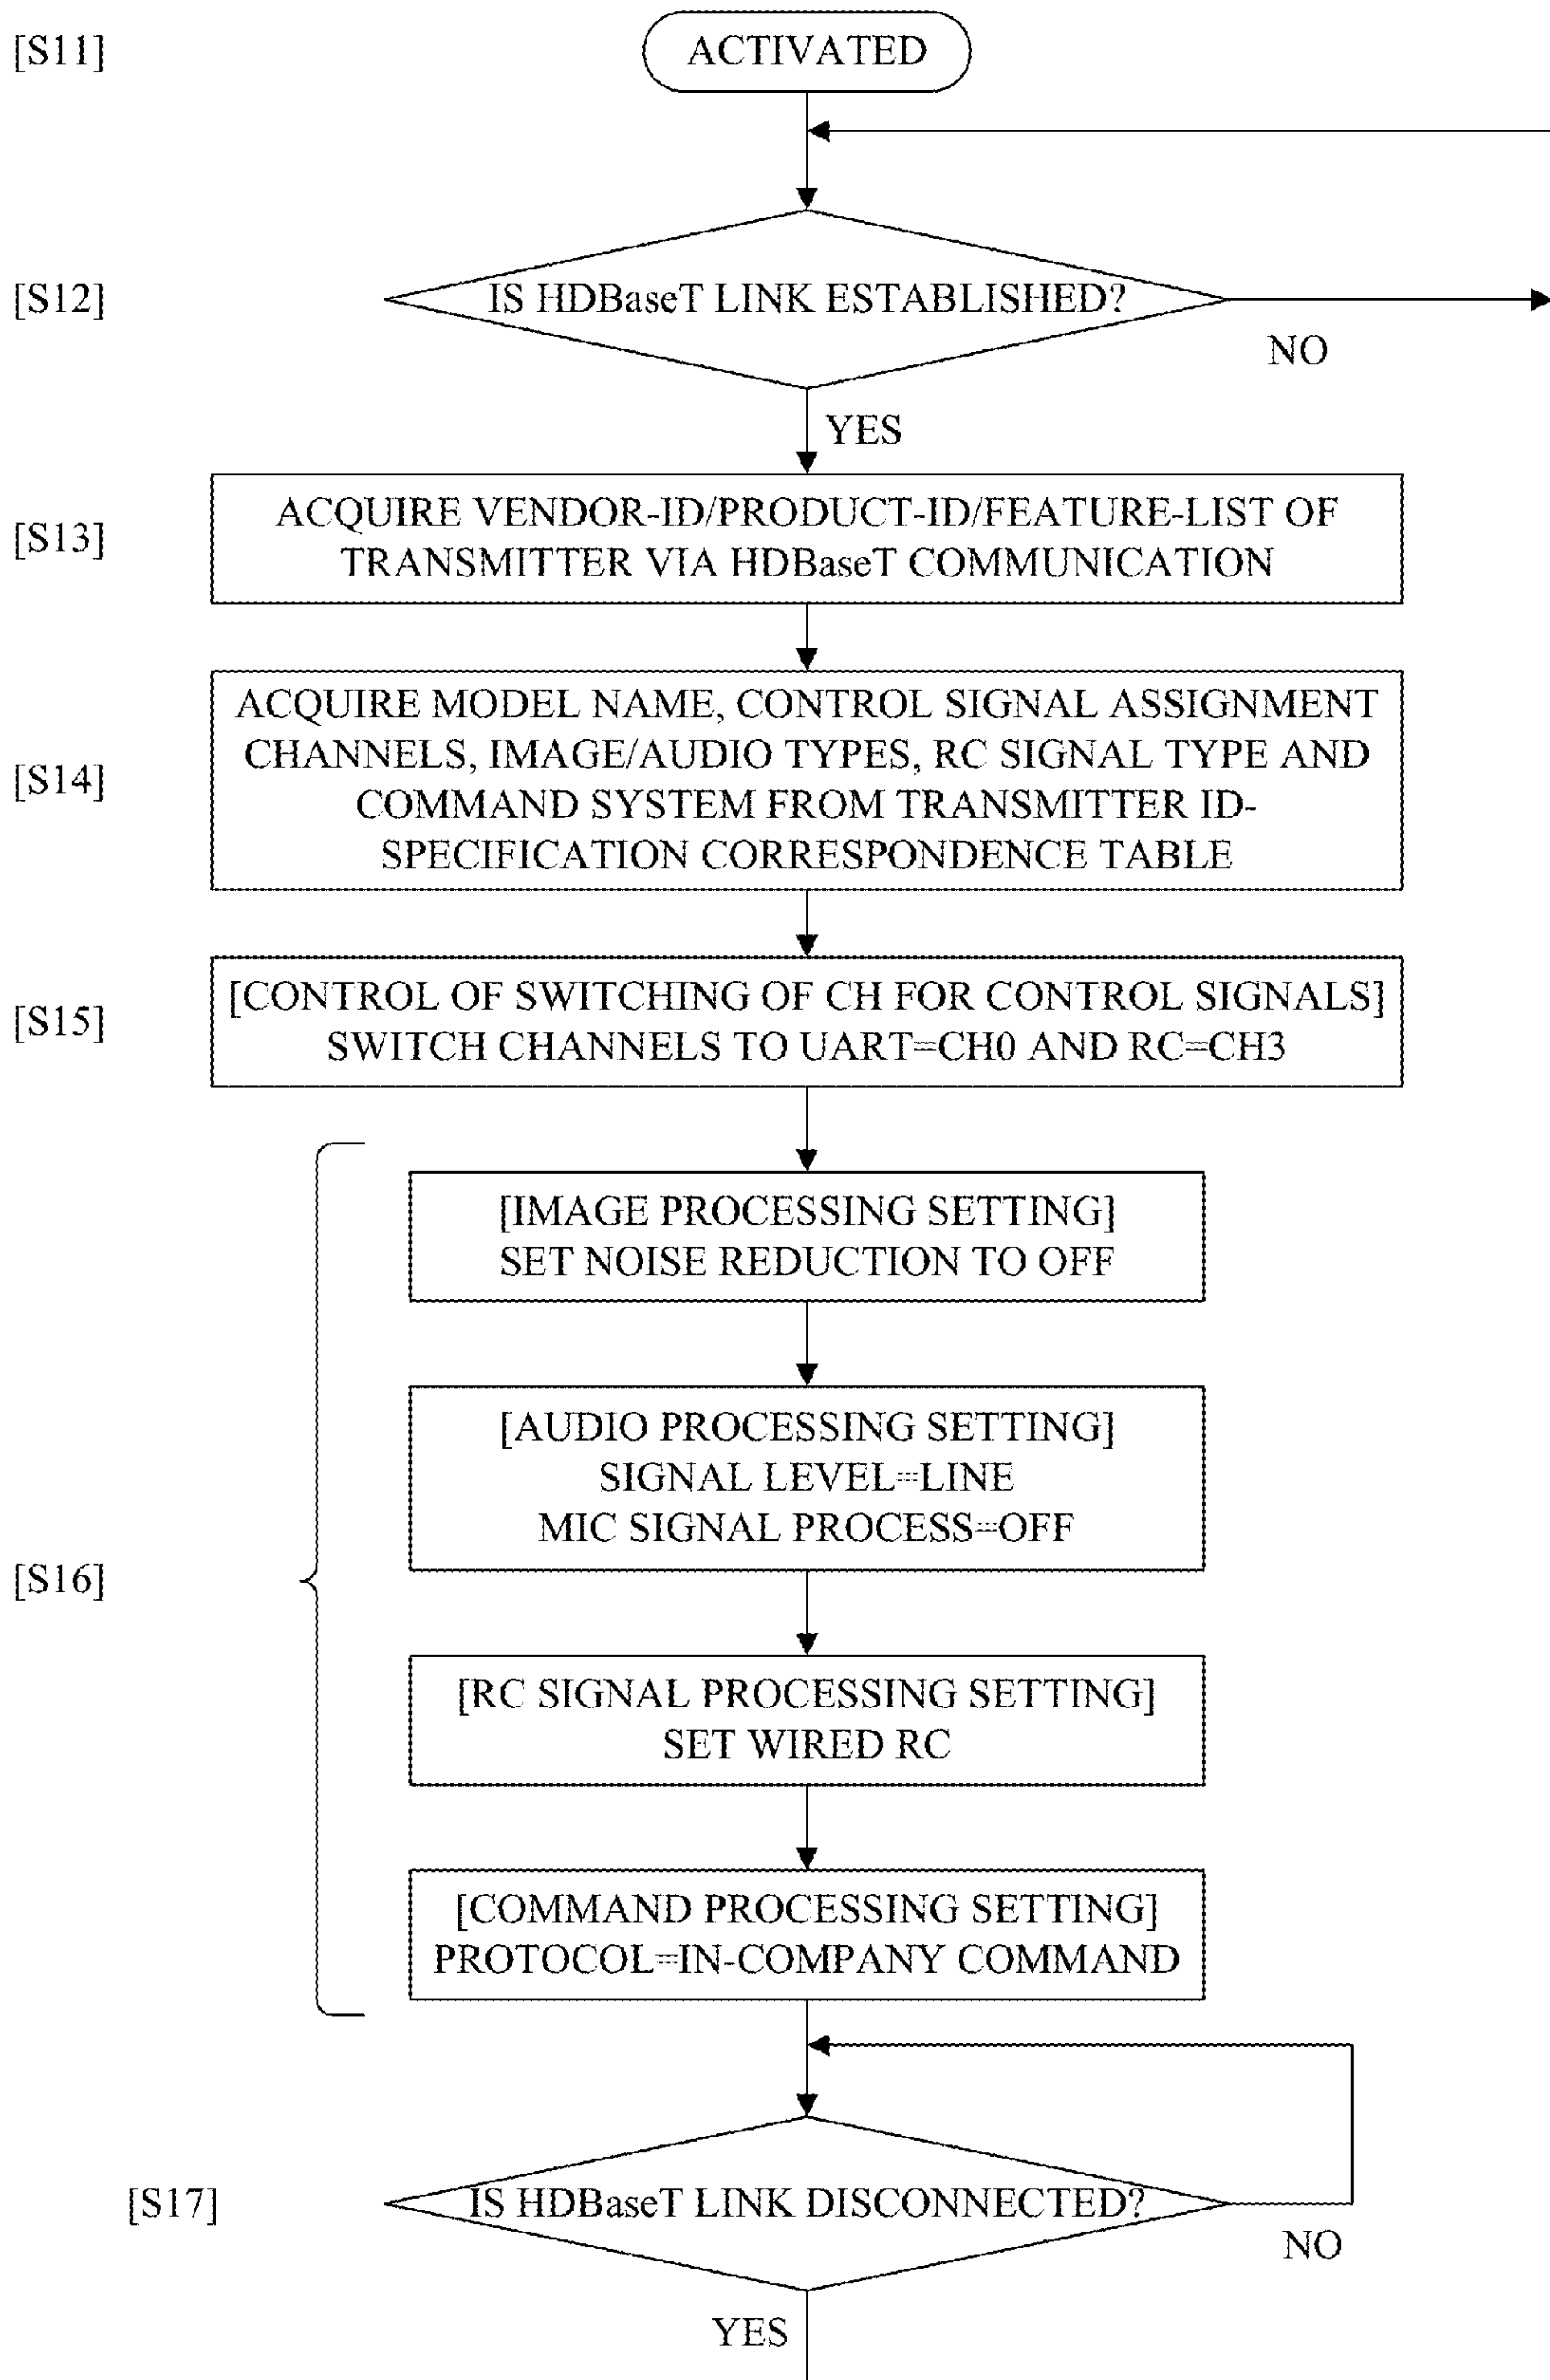 [S11]
ACTIVATED
[S12]
IS HDBaseT LINK ESTABLISHED?
NO
YES
[S13]
ACQUIRE VENDOR-ID/PRODUCT-ID/FEATURE-LIST OF
TRANSMITTER VIA HDBaseT COMMUNICATION
[S14]
ACQUIRE MODEL NAME, CONTROL SIGNAL ASSIGNMENT
CHANNELS, IMAGE/AUDIO TYPES, RC SIGNAL TYPE AND
COMMAND SYSTEM FROM TRANSMITTER ID-
SPECIFICATION CORRESPONDENCE TABLE
[S15]
[CONTROL OF SWITCHING OF CH FOR CONTROL SIGNALS]
SWITCH CHANNELS TO UART=CH0 AND RC=CH3
[S16]
[IMAGE PROCESSING SETTING]
SET NOISE REDUCTION TO OFF
[AUDIO PROCESSING SETTING]
SIGNAL LEVEL=LINE
MIC SIGNAL PROCESS=OFF
[RC SIGNAL PROCESSING SETTING]
SET WIRED RC
[COMMAND PROCESSING SETTING]
PROTOCOL=IN-COMPANY COMMAND
[S17]
IS HDBaseT LINK DISCONNECTED?
NO
YES